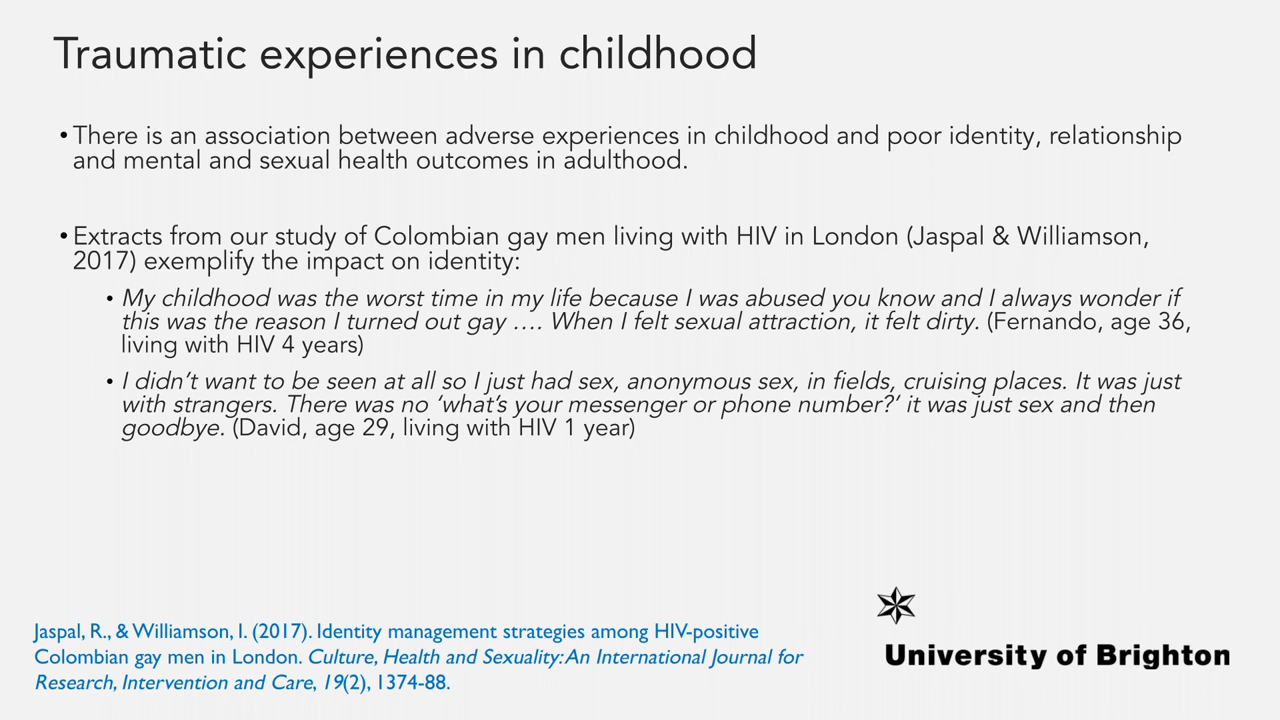 Traumatic experiences in childhood
• There is an association between adverse experiences in childhood and poor identity, relationship
and mental and sexual health outcomes in adulthood.
• Extracts from our study of Colombian gay men living with HIV in London (Jaspal & Williamson,
2017) exemplify the impact on identity:
• My childhood was the worst time in my life because I was abused you know and I always wonder if
this was the reason I turned out gay …. When I felt sexual attraction, it felt dirty. (Fernando, age 36,
living with HIV 4 years)
• I didn’t want to be seen at all so I just had sex, anonymous sex, in fields, cruising places. It was just
with strangers. There was no ‘what’s your messenger or phone number?’ it was just sex and then
goodbye. (David, age 29, living with HIV 1 year)
Jaspal, R., & Williamson, I. (2017). Identity management strategies among HIV-positive
Colombian gay men in London. Culture, Health and Sexuality: An International Journal for
Research, Intervention and Care, 19(2), 1374-88.
University of Brighton